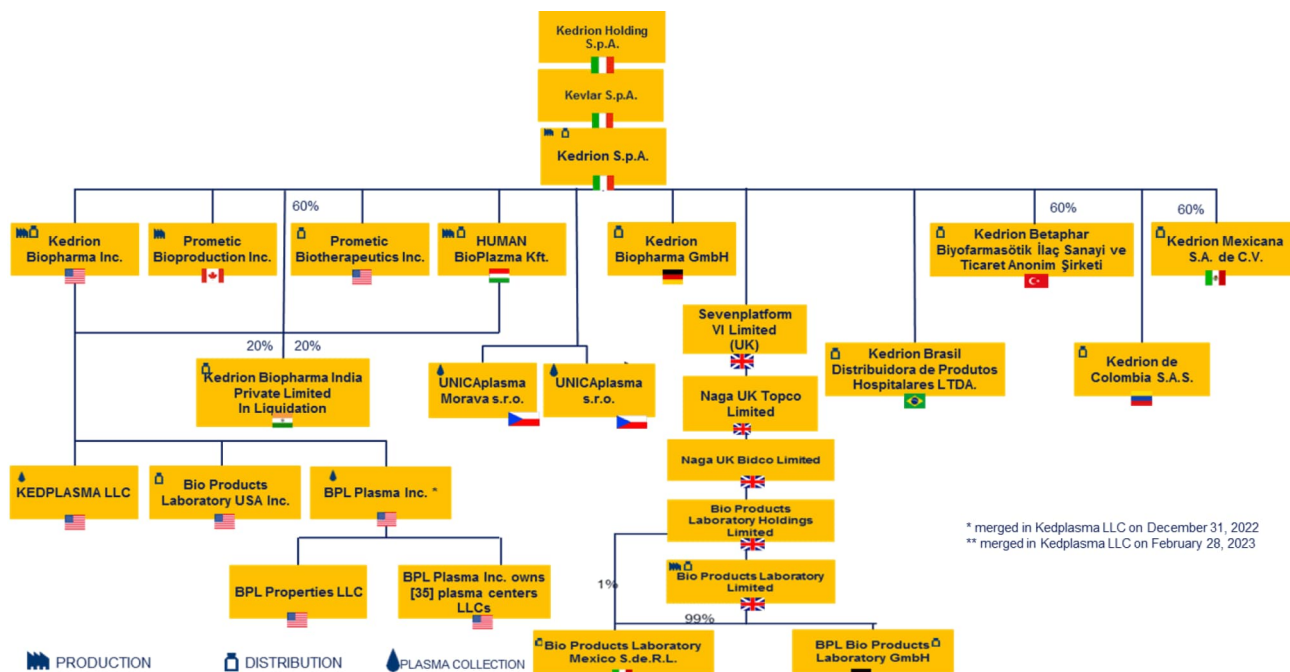 Kedrion Holding
S.p.A.
Kevlar S.p.A.
Kedrion S.p.A.
60%
60%
60%
Kedrion
Biopharma Inc.
Prometic
Bioproduction Inc.
Prometic
Biotherapeutics Inc.
HUMAN
BioPlazma Kft.
Kedrion
Biopharma GmbH
Kedrion Betaphar
Biyofarmasötik İlaç Sanayi ve
Ticaret Anonim Şirketi
Kedrion Mexicana
S.A. de C.V.
Sevenplatform
VI Limited
(UK)
20%
20%
Kedrion Biopharma India
Private Limited
In Liquidation
UNICAplasma
Morava s.r.o.
UNICAplasma
s.r.o.
Naga UK Topco
Limited
Kedrion Brasil
Distribuidora de Produtos
Hospitalares LTDA.
Kedrion de
Colombia S.A.S.
KEDPLASMA LLC
Bio Products
Laboratory USA Inc.
BPL Plasma Inc. *
Naga UK Bidco Limited
Bio Products
Laboratory Holdings
Limited
* merged in Kedplasma LLC on December 31, 2022
** merged in Kedplasma LLC on February 28, 2023
BPL Properties LLC
BPL Plasma Inc. owns
[35] plasma centers
LLCs
1%
Bio Products Laboratory
Limited
99%
Bio Products Laboratory
Mexico S.de.R.L.
BPL Bio Products
Laboratory GmbH
PRODUCTION
DISTRIBUTION
PLASMA COLLECTION